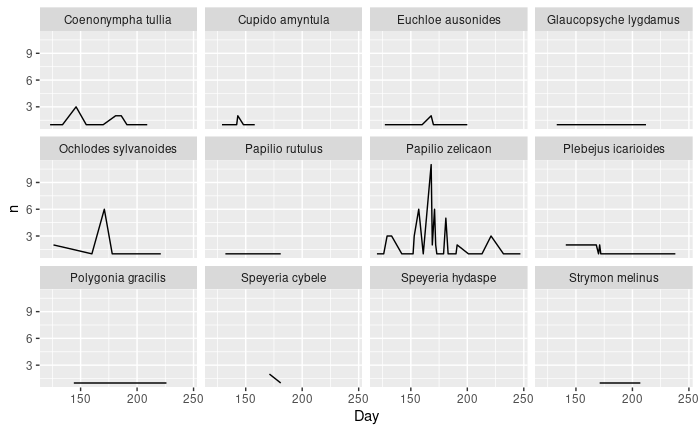 Coenonympha tullia Cupido amyntula Euchloe ausonides Glaucopsyche lygdamus
9
6
3
Ochlodes sylvanoides Papilio rutulus Papilio zelicaon Plebejus icarioides
9
6
3
n
Polygonia gracilis Speyeria cybele Speyeria hydaspe Strymon melinus
9
6
3
150 200 250 150 200 250 150 200 250 150 200 250
Day